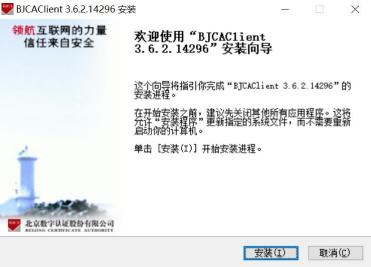 BJCAClient 3.6.2.14296 安装
领航互联网的力量
信任来自安全
欢迎使用“BJCAClient
3.6.2.14296”安装向导
这个向导将指引你完成“BJCAClient 3.6.2.14296”的
安装进程。
在开始安装之前，建议先关闭其他所有应用程序。这将
允许“安装程序”更新指定的系统文件，而不需要重新
启动你的计算机。
单击 [安装(I)] 开始安装进程。
北京数字认证股份有限公司
BEIJING CERTIFICATE AUTHORITY
安装(I)
取消(C)